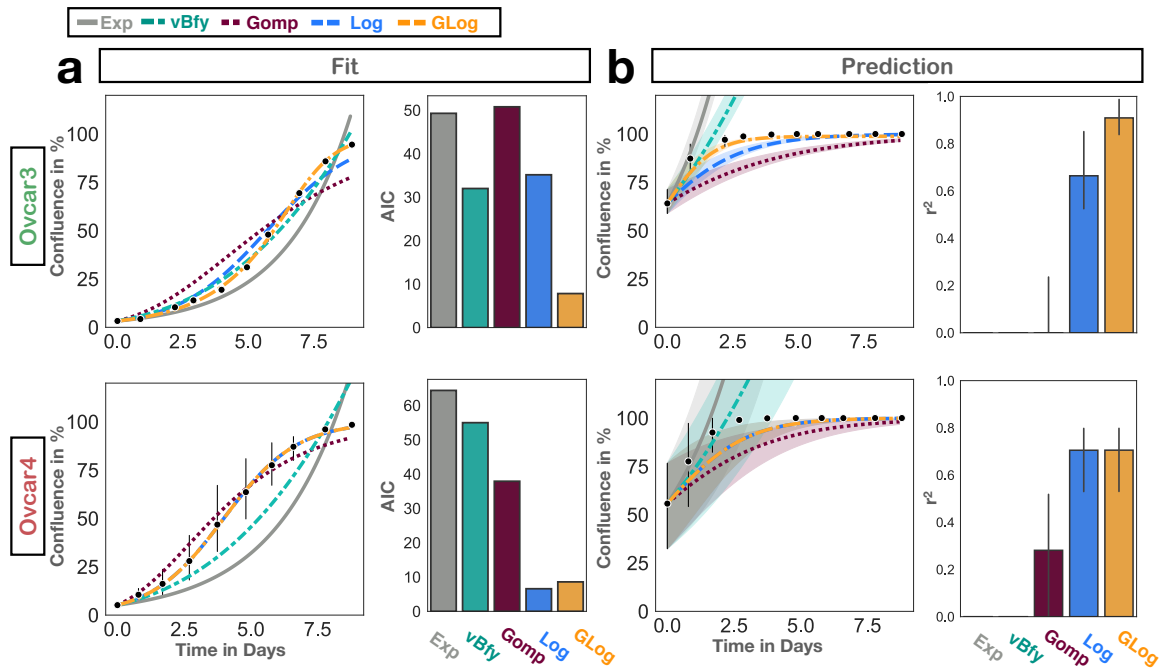 Exp vBfy Gomp Log GLog
a Fit
b Prediction
Ovcar3
Confluence in %
100
75
50
25
0
0.0 2.5 5.0 7.5
AIC
50
40
30
20
10
0
Confluence in %
100
75
50
25
0
0.0 2.5 5.0 7.5
r²
1.0
0.8
0.6
0.4
0.2
0.0
Ovcar4
Confluence in %
100
75
50
25
0
0.0 2.5 5.0 7.5
Time in Days
AIC
60
50
40
30
20
10
0
Exp vBfy Gomp Log GLog
Confluence in %
100
75
50
25
0
0.0 2.5 5.0 7.5
Time in Days
r²
1.0
0.8
0.6
0.4
0.2
0.0
Exp vBfy Gomp Log GLog